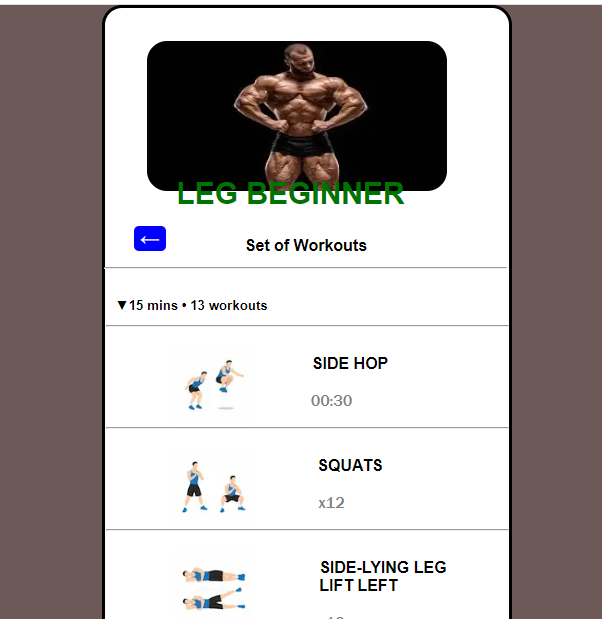 LEG BEGINNER
←
Set of Workouts
▼15 mins • 13 workouts
SIDE HOP
00:30
SQUATS
x12
SIDE-LYING LEG
LIFT LEFT